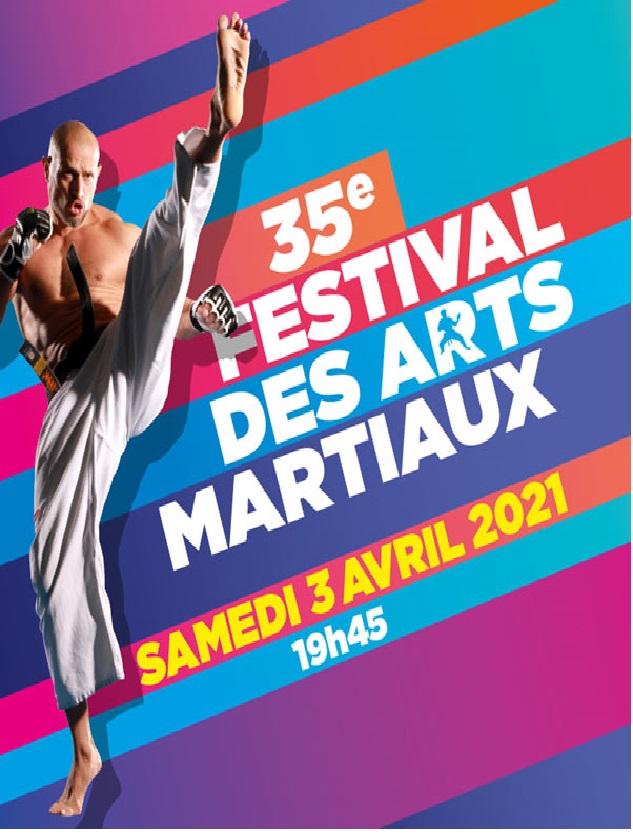 35e
FESTIVAL
DES ARTS
MARTIAUX
SAMEDI 3 AVRIL 2021
19h45